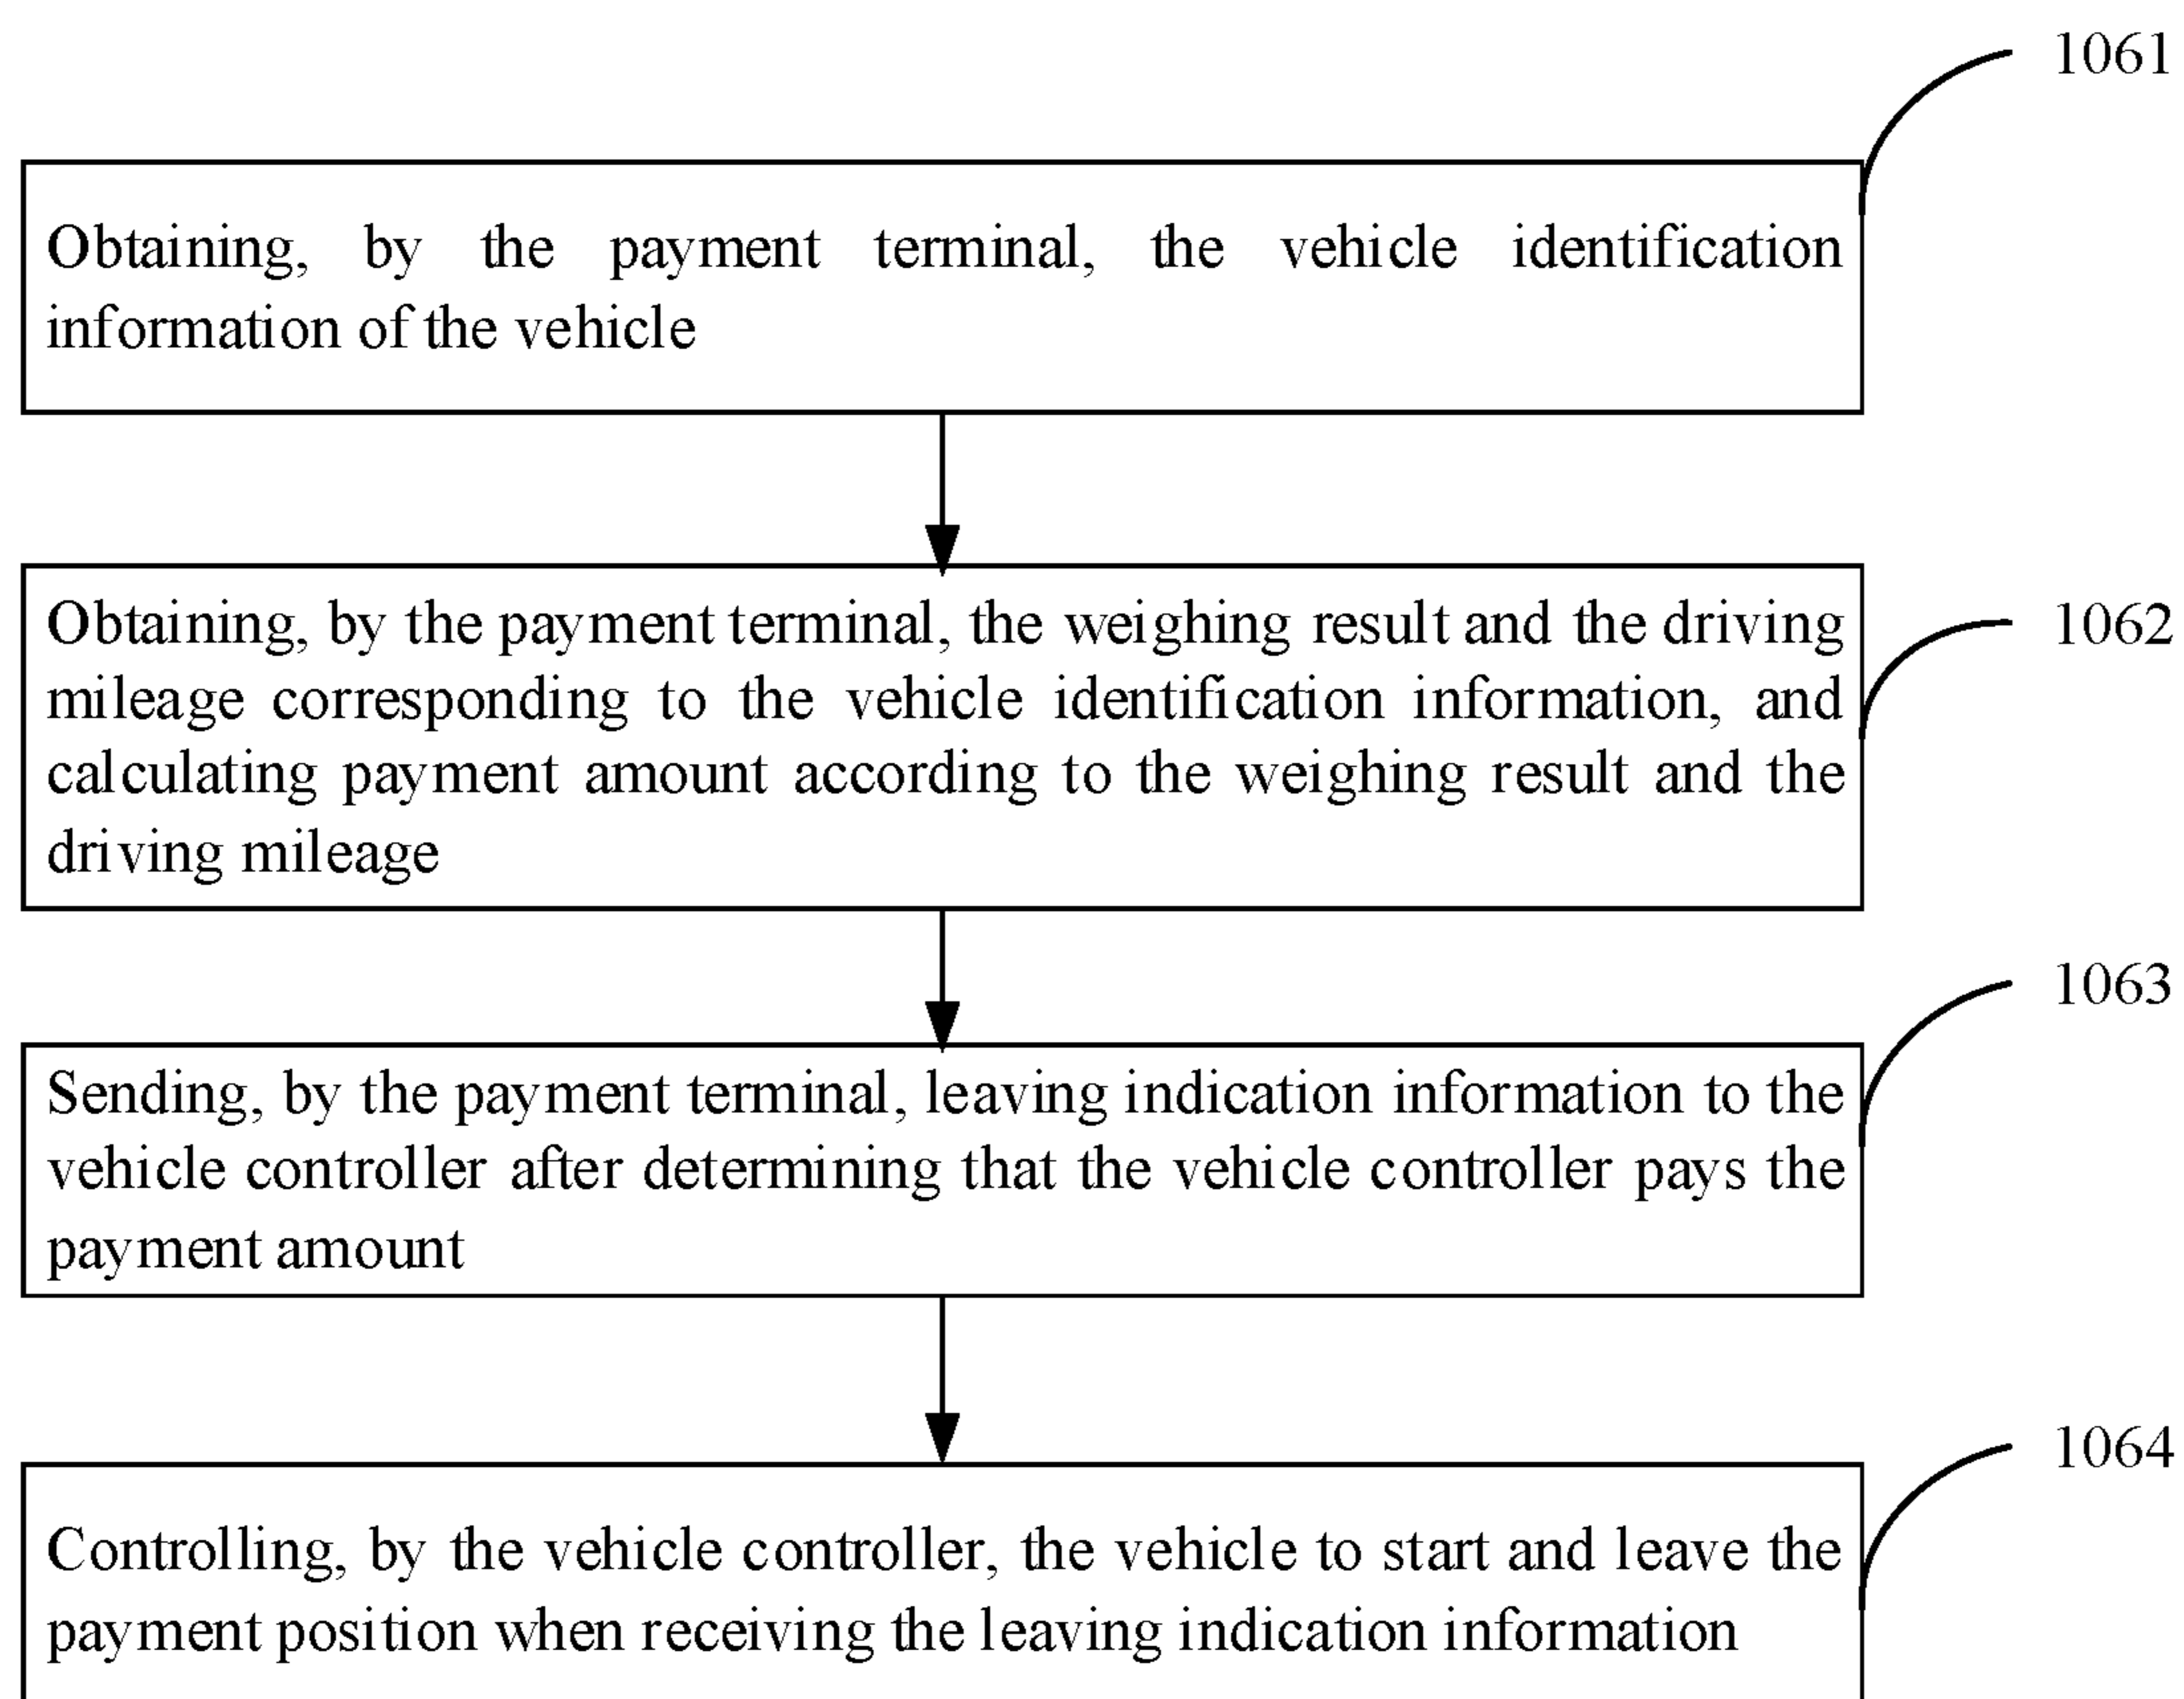 1061
Obtaining, by the payment terminal, the vehicle identification
information of the vehicle
Obtaining, by the payment terminal, the weighing result and the driving
1062
mileage corresponding to the vehicle identification information, and
calculating payment amount according to the weighing result and the
driving mileage
1063
Sending, by the payment terminal, leaving indication information to the
vehicle controller after determining that the vehicle controller pays the
payment amount
1064
Controlling, by the vehicle controller, the vehicle to start and leave the
payment position when receiving the leaving indication information